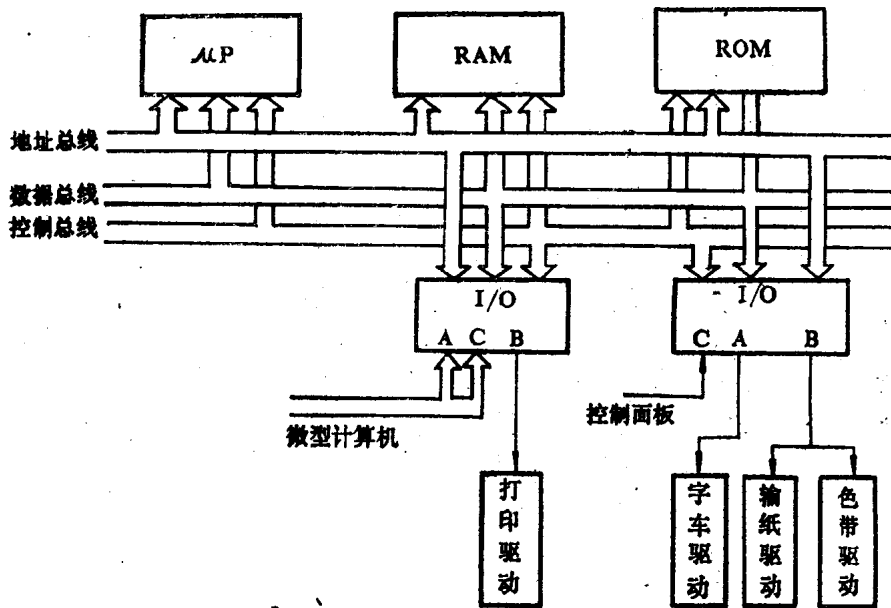 μP
RAM
ROM
地址总线
数据总线
控制总线
I/O
A C B
I/O
C A B
微型计算机
控制面板
打印驱动
字车驱动
输纸驱动
色带驱动